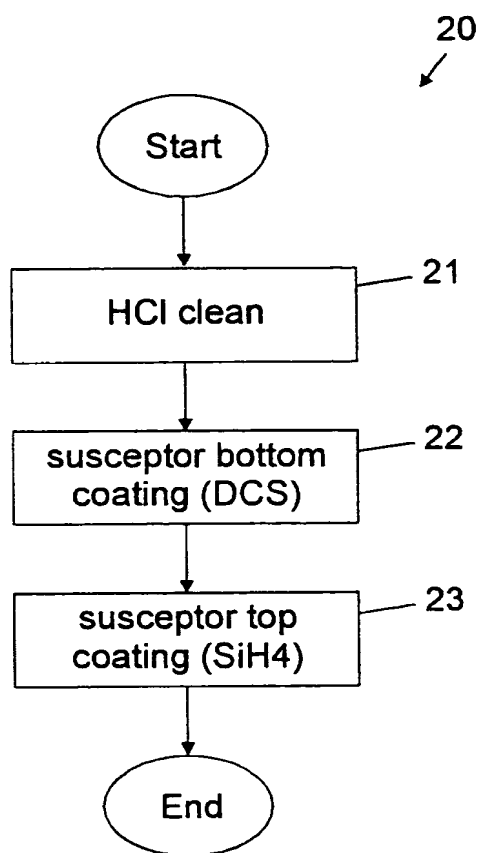 20
Start
21
HCl clean
22
susceptor bottom
coating (DCS)
23
susceptor top
coating (SiH4)
End